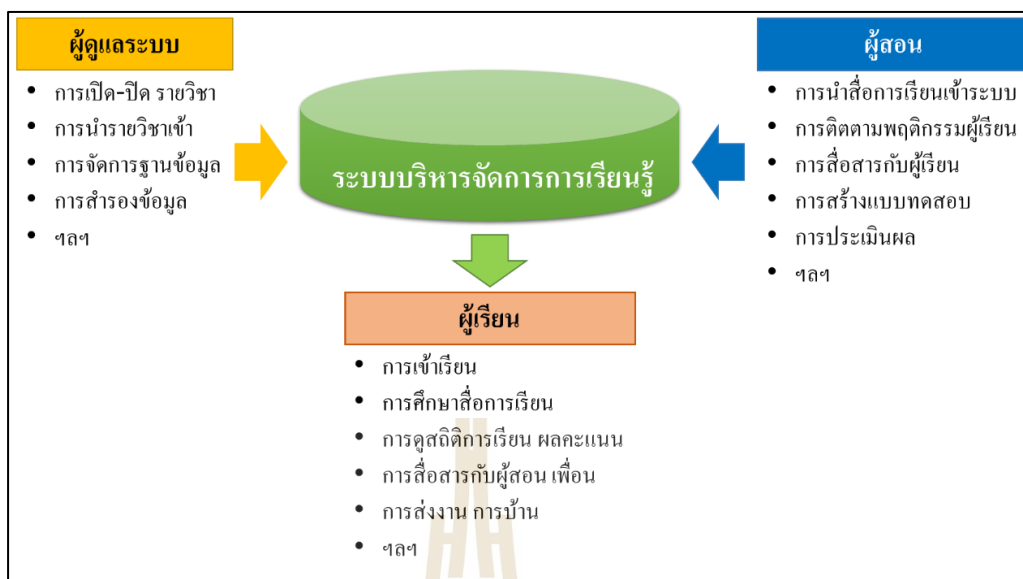 ผู้ดูแลระบบ
• การเปิด-ปิด รายวิชา
• การนำรายวิชาเข้า
• การจัดการฐานข้อมูล
• การสำรองข้อมูล
• ฯลฯ
ระบบบริหารจัดการการเรียนรู้
ผู้สอน
• การนำสื่อการเรียนเข้าระบบ
• การติตตามพฤติกรรมผู้เรียน
• การสื่อสารกับผู้เรียน
• การสร้างแบบทดสอบ
• การประเมินผล
• ฯลฯ
ผู้เรียน
• การเข้าเรียน
• การศึกษาสื่อการเรียน
• การดูสถิติการเรียน ผลคะแนน
• การสื่อสารกับผู้สอน เพื่อน
• การส่งงาน การบ้าน
• ฯลฯ